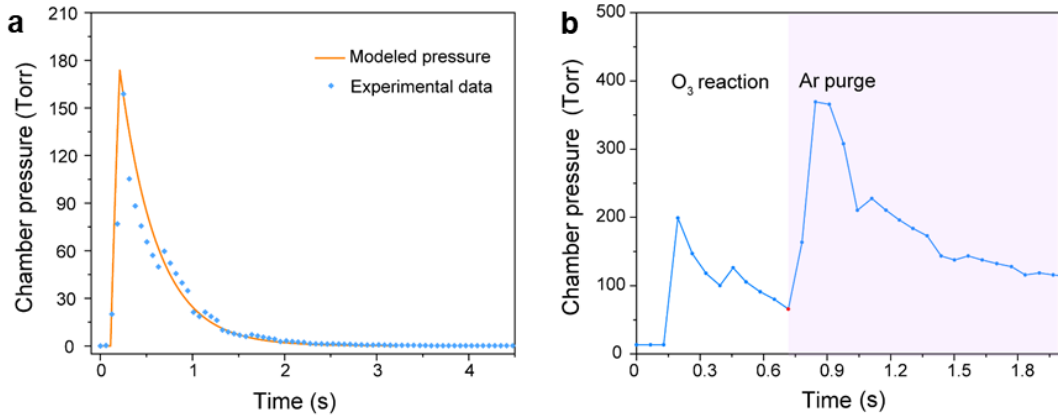 a
Modeled pressure
Experimental data
Chamber pressure (Torr)
210
180
150
120
90
60
30
0
0
1
2
3
4
Time (s)
b
O₃ reaction
Ar purge
Chamber pressure (Torr)
500
400
300
200
100
0
0
0.3
0.6
0.9
1.2
1.5
1.8
Time (s)